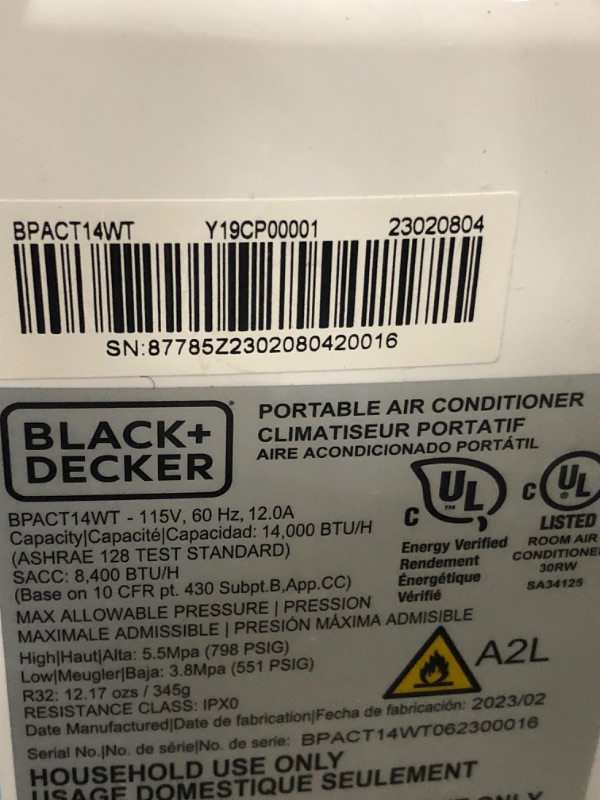 BPACT14WT Y19CP00001 23020804
SN:87785Z2302080420016
BLACK+
DECKER
PORTABLE AIR CONDITIONER
CLIMATISEUR PORTATIF
AIRE ACONDICIONADO PORTÁTIL
BPACT14WT - 115V, 60 Hz, 12.0A
Capacity|Capacité|Capacidad: 14,000 BTU/H
(ASHRAE 128 TEST STANDARD)
SACC: 8,400 BTU/H
(Base on 10 CFR pt. 430 Subpt.B,App.CC)
C UL TM
Energy Verified
Rendement
Énergétique
Vérifié
C UL
LISTED
ROOM AIR
CONDITIONE
30RW
SA34125
MAX ALLOWABLE PRESSURE | PRESSION
MAXIMALE ADMISSIBLE | PRESIÓN MÁXIMA ADMISIBLE
High|Haut|Alta: 5.5Mpa (798 PSIG)
Low|Meugler|Baja: 3.8Mpa (551 PSIG)
R32: 12.17 ozs / 345g
RESISTANCE CLASS: IPX0
A2L
Date Manufactured|Date de fabrication|Fecha de fabricación: 2023/02
Serial No.|No. de série|No. de serie: BPACT14WT062300016
HOUSEHOLD USE ONLY
USAGE DOMESTIQUE SEULEMENT
ONLY